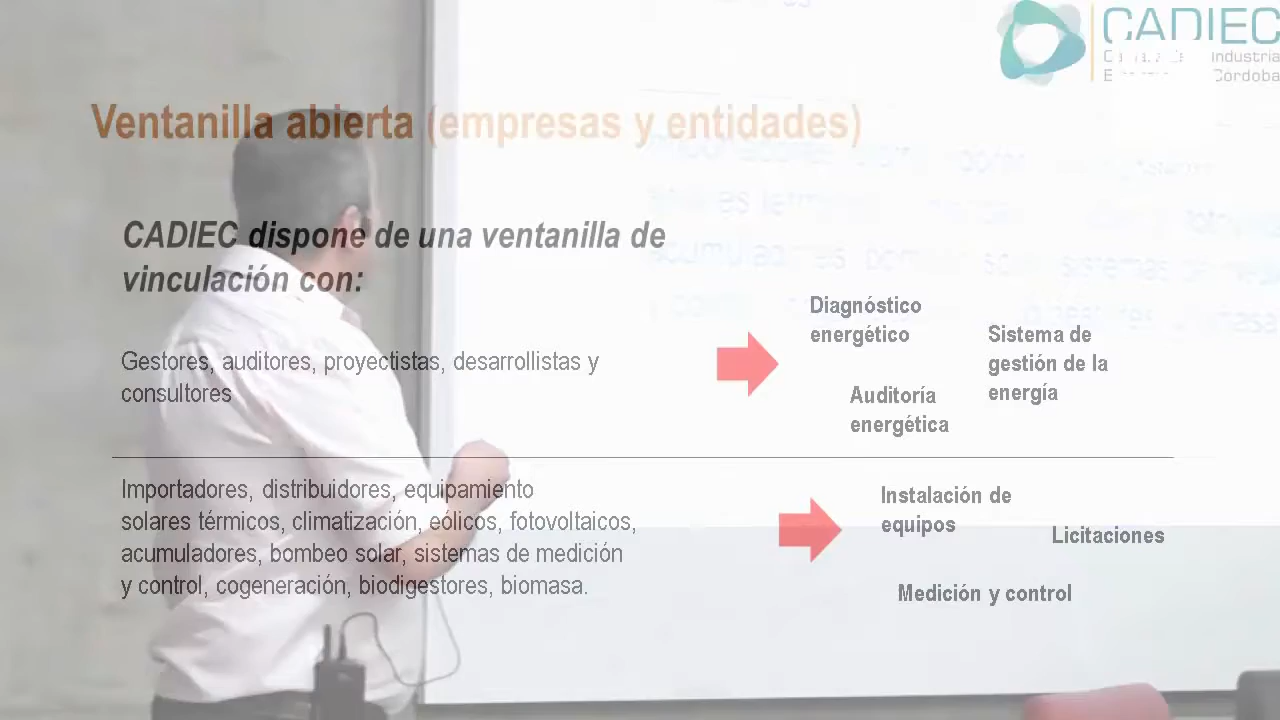 CADIEC
Industria
Córdoba
Ventanilla abierta (empresas y entidades)
CADIEC dispone de una ventanilla de
vinculación con:
Gestores, auditores, proyectistas, desarrollistas y
consultores
Diagnóstico
energético
Sistema de
gestión de la
energía
Auditoría
energética
Importadores, distribuidores, equipamiento
solares térmicos, climatización, eólicos, fotovoltaicos,
acumuladores, bombeo solar, sistemas de medición
y control, cogeneración, biodigestores, biomasa.
Instalación de
equipos
Licitaciones
Medición y control